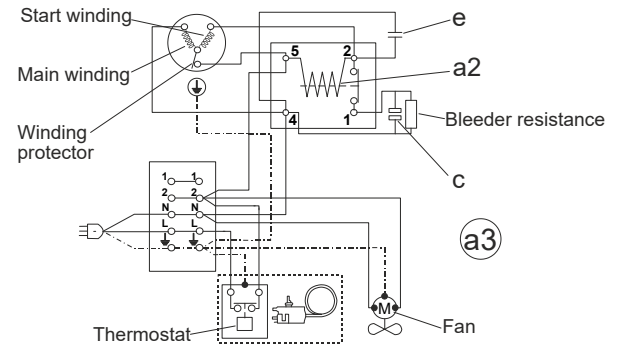 Start winding
e
5
2
a2
Main winding
Winding
protector
4
1
Bleeder resistance
c
1
1
2
2
N
N
L
L
a3
M
Thermostat
Fan